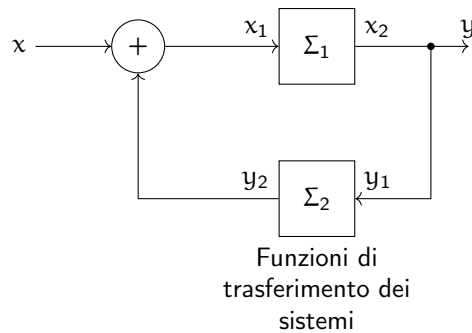 x
+
x₁
Σ₁
x₂
y
y₂
Σ₂
y₁
Funzioni di
trasferimento dei
sistemi